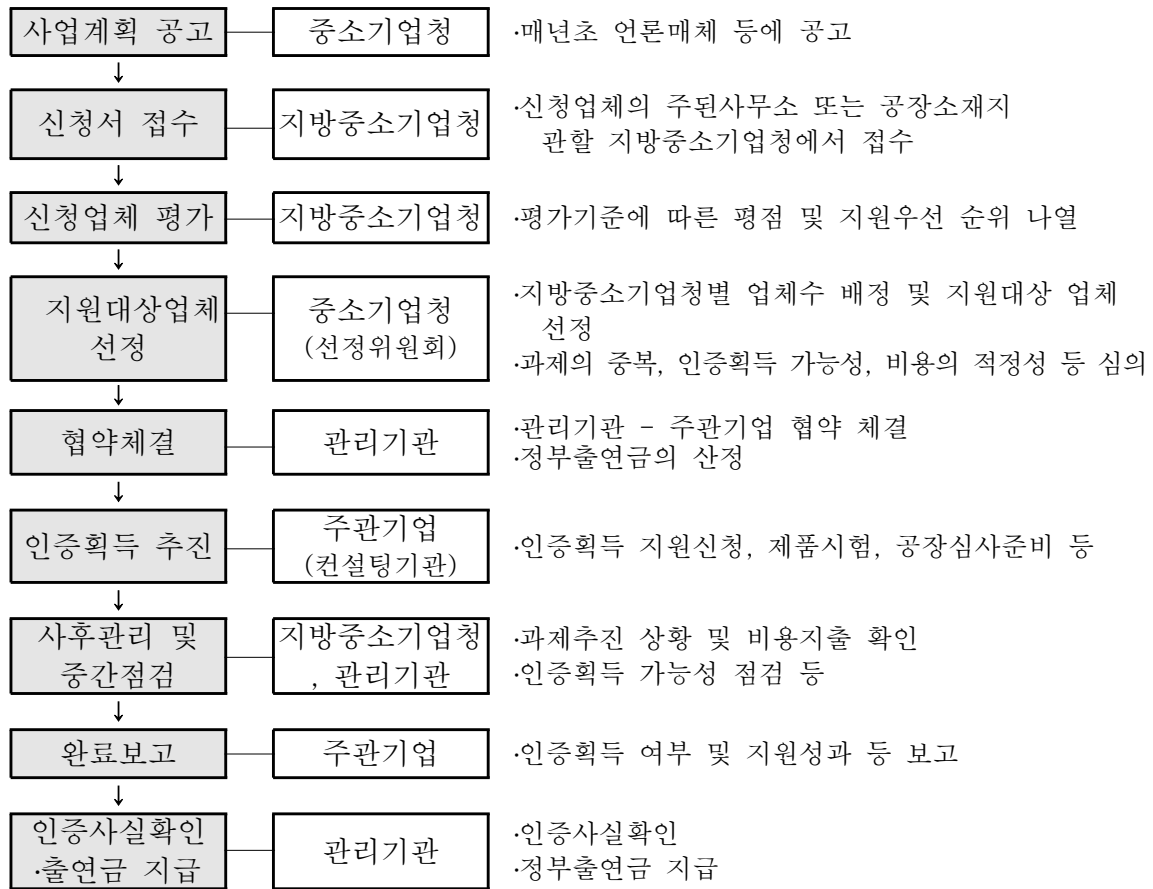 사업계획 공고 중소기업청 ·매년초 언론매체 등에 공고
↓
신청서 접수 지방중소기업청 ·신청업체의 주된사무소 또는 공장소재지
관할 지방중소기업청에서 접수
↓
신청업체 평가 지방중소기업청 ·평가기준에 따른 평점 및 지원우선 순위 나열
↓
지원대상업체
선정
중소기업청
(선정위원회)
·지방중소기업청별 업체수 배정 및 지원대상 업체
선정
·과제의 중복, 인증획득 가능성, 비용의 적정성 등 심의
↓
협약체결 관리기관 ·관리기관 - 주관기업 협약 체결
·정부출연금의 산정
↓
인증획득 추진
주관기업
(컨설팅기관)
·인증획득 지원신청, 제품시험, 공장심사준비 등
↓
사후관리 및
중간점검
지방중소기업청
, 관리기관
·과제추진 상황 및 비용지출 확인
·인증획득 가능성 점검 등
↓
완료보고 주관기업 ·인증획득 여부 및 지원성과 등 보고
↓
인증사실확인
·출연금 지급
관리기관
·인증사실확인
·정부출연금 지급